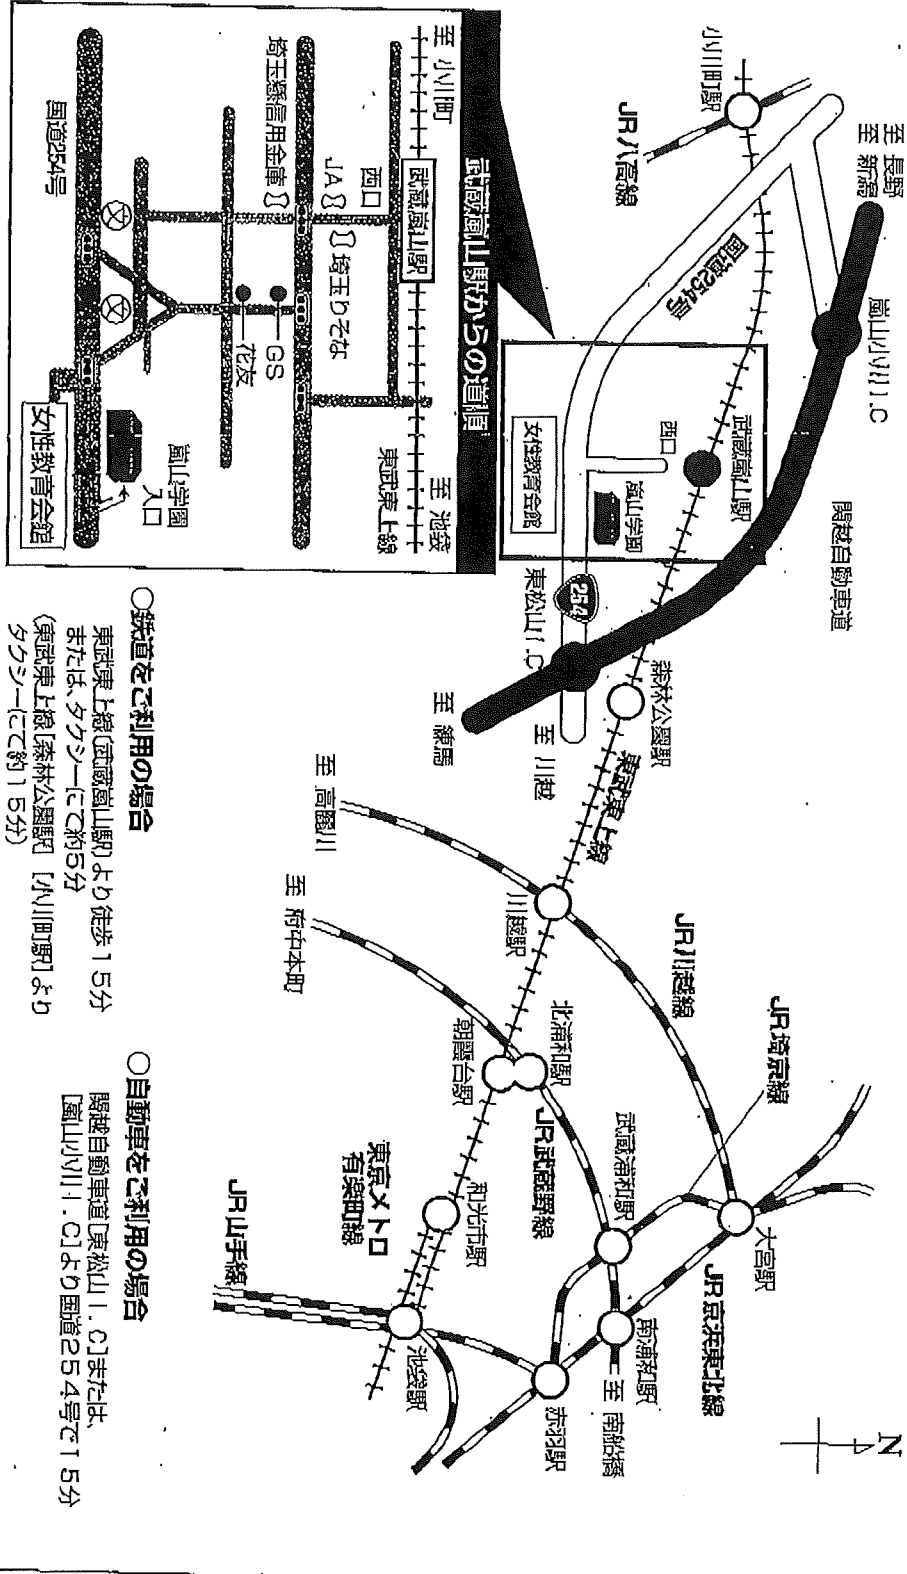 至 長野
至 新潟
小川町駅
JR八高線
嵐山小川I.C
国道254号
関越自動車道
武蔵嵐山駅
西口
嵐山学園
女性教育会館
254
東松山I.C
至 練馬
至 川越
森林公園駅
東武東上線
至 高麗川
川越駅
JR川越線
至 府中本町
北浦和駅
朝霞台駅
JR武蔵野線
JR埼京線
武蔵浦和駅
大宮駅
JR京浜東北線
南浦和駅
至 南船橋
赤羽駅
和光市駅
東京メトロ
有楽町線
池袋駅
JR山手線
N
武蔵嵐山駅からの道順
至 小川町
武蔵嵐山駅
至 池袋
東武東上線
西口
JA
埼玉りそな
埼玉縣信用金庫
GS
花友
文
文
国道254号
嵐山学園
入口
女性教育会館
○鉄道をご利用の場合
東武東上線[武蔵嵐山駅]より徒歩15分
または、タクシーにて約5分
(東武東上線[森林公園駅] [小川町駅]より
タクシーにて約15分)
○自動車をご利用の場合
関越自動車道[東松山I.C]または、
[嵐山小川I.C]より国道254号で15分